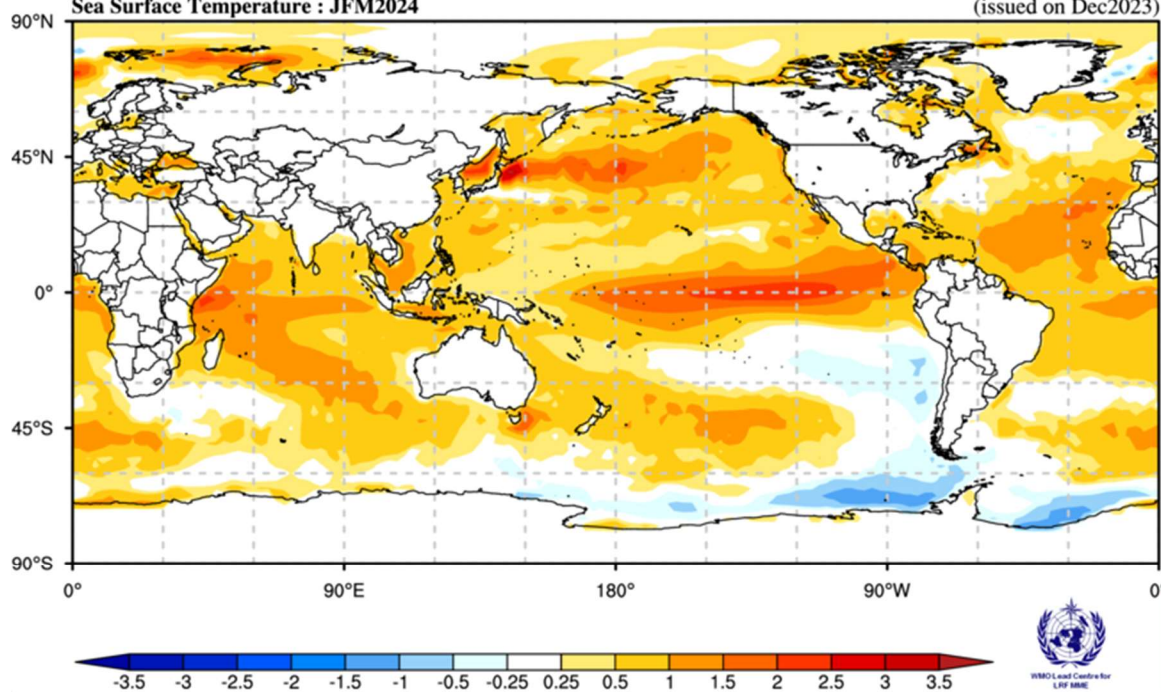 Sea Surface Temperature : JFM2024
(issued on Dec2023)
90°N
45°N
0°
45°S
90°S
0° 90°E 180° 90°W 0
-3.5 -3 -2.5 -2 -1.5 -1 -0.5 -0.25 0.25 0.5 1 1.5 2 2.5 3 3.5
WMO Lead Centre for
LRFMME